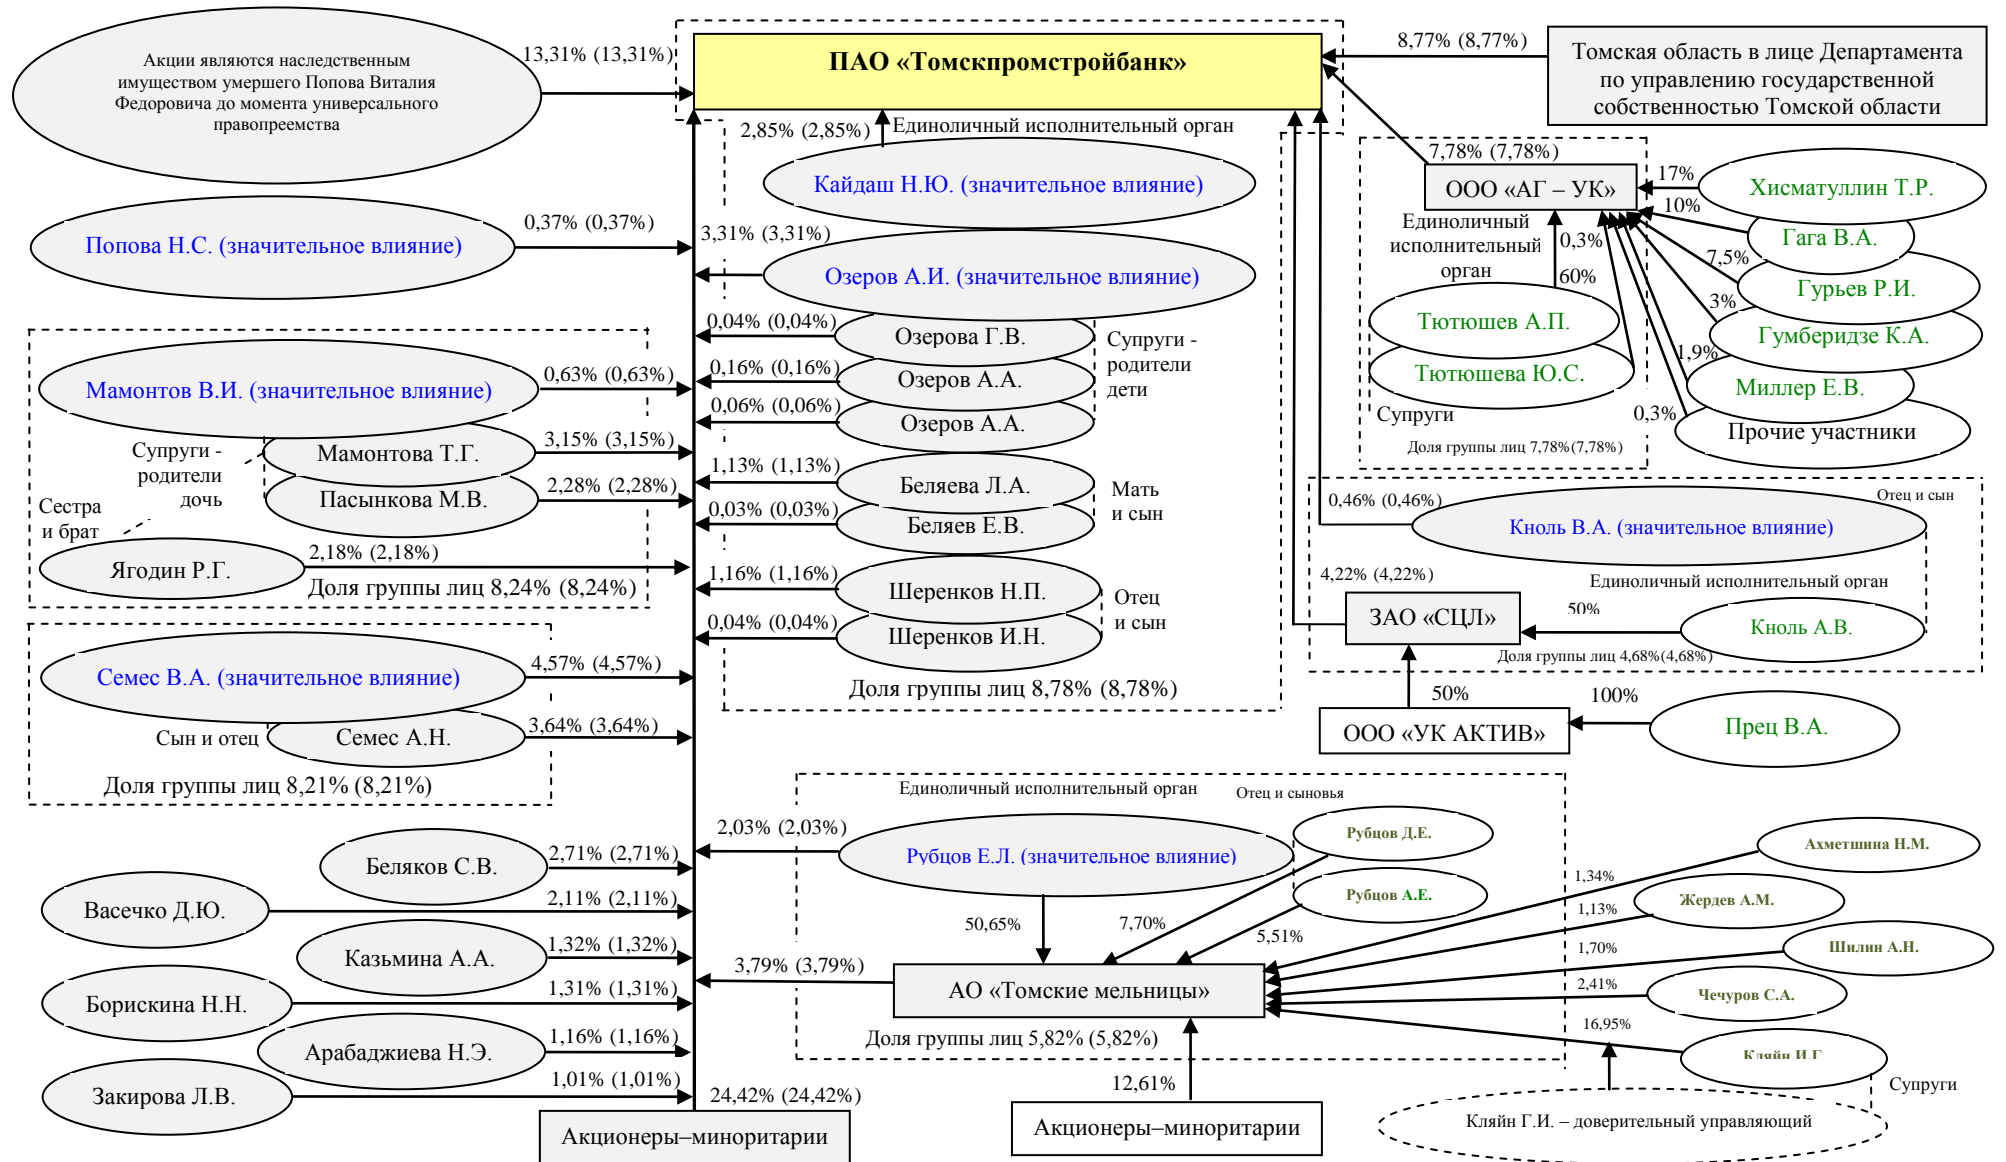 Акции являются наследственным
имуществом умершего Попова Виталия
Федоровича до момента универсального
правопреемства
13,31% (13,31%)
ПАО «Томскпромстройбанк»
8,77% (8,77%)
Томская область в лице Департамента
по управлению государственной
собственностью Томской области
2,85% (2,85%)
Единоличный исполнительный орган
Кайдаш Н.Ю. (значительное влияние)
7,78% (7,78%)
ООО «АГ – УК»
17%
Хисматуллин Т.Р.
10%
Гага В.А.
7,5%
Гурьев Р.И.
3%
Гумберидзе К.А.
1,9%
Миллер Е.В.
0,3%
Прочие участники
Единоличный
исполнительный
орган
0,3%
60%
Тютюшев А.П.
Тютюшева Ю.С.
Супруги
Доля группы лиц 7,78%(7,78%)
Попова Н.С. (значительное влияние)
0,37% (0,37%)
3,31% (3,31%)
Озеров А.И. (значительное влияние)
0,04% (0,04%)
Озерова Г.В.
0,16% (0,16%)
Озеров А.А.
0,06% (0,06%)
Озеров А.А.
Супруги -
родители
дети
1,13% (1,13%)
Беляева Л.А.
0,03% (0,03%)
Беляев Е.В.
Мать
и сын
1,16% (1,16%)
Шеренков Н.П.
0,04% (0,04%)
Шеренков И.Н.
Отец
и сын
Доля группы лиц 8,78% (8,78%)
Мамонтов В.И. (значительное влияние)
0,63% (0,63%)
Супруги -
родители
дочь
Мамонтова Т.Г.
3,15% (3,15%)
Пасынкова М.В.
2,28% (2,28%)
Сестра
и брат
Ягодин Р.Г.
2,18% (2,18%)
Доля группы лиц 8,24% (8,24%)
Семес В.А. (значительное влияние)
4,57% (4,57%)
Сын и отец
Семес А.Н.
3,64% (3,64%)
Доля группы лиц 8,21% (8,21%)
0,46% (0,46%)
Отец и сын
Кноль В.А. (значительное влияние)
4,22% (4,22%)
Единоличный исполнительный орган
ЗАО «СЦЛ»
50%
Кноль А.В.
Доля группы лиц 4,68%(4,68%)
50%
100%
ООО «УК АКТИВ»
Прец В.А.
Единоличный исполнительный орган
Отец и сыновья
2,03% (2,03%)
Рубцов Е.Л. (значительное влияние)
Рубцов Д.Е.
Рубцов А.Е.
50,65%
7,70%
5,51%
3,79% (3,79%)
АО «Томские мельницы»
Доля группы лиц 5,82% (5,82%)
12,61%
Акционеры–миноритарии
Ахметшина Н.М.
1,34%
Жердев А.М.
1,13%
Шилин А.Н.
1,70%
Чечуров С.А.
2,41%
16,95%
Кляйн И.Г.
Супруги
Кляйн Г.И. – доверительный управляющий
Беляков С.В.
2,71% (2,71%)
Васечко Д.Ю.
2,11% (2,11%)
Казьмина А.А.
1,32% (1,32%)
Борискина Н.Н.
1,31% (1,31%)
Арабаджиева Н.Э.
1,16% (1,16%)
Закирова Л.В.
1,01% (1,01%)
24,42% (24,42%)
Акционеры–миноритарии